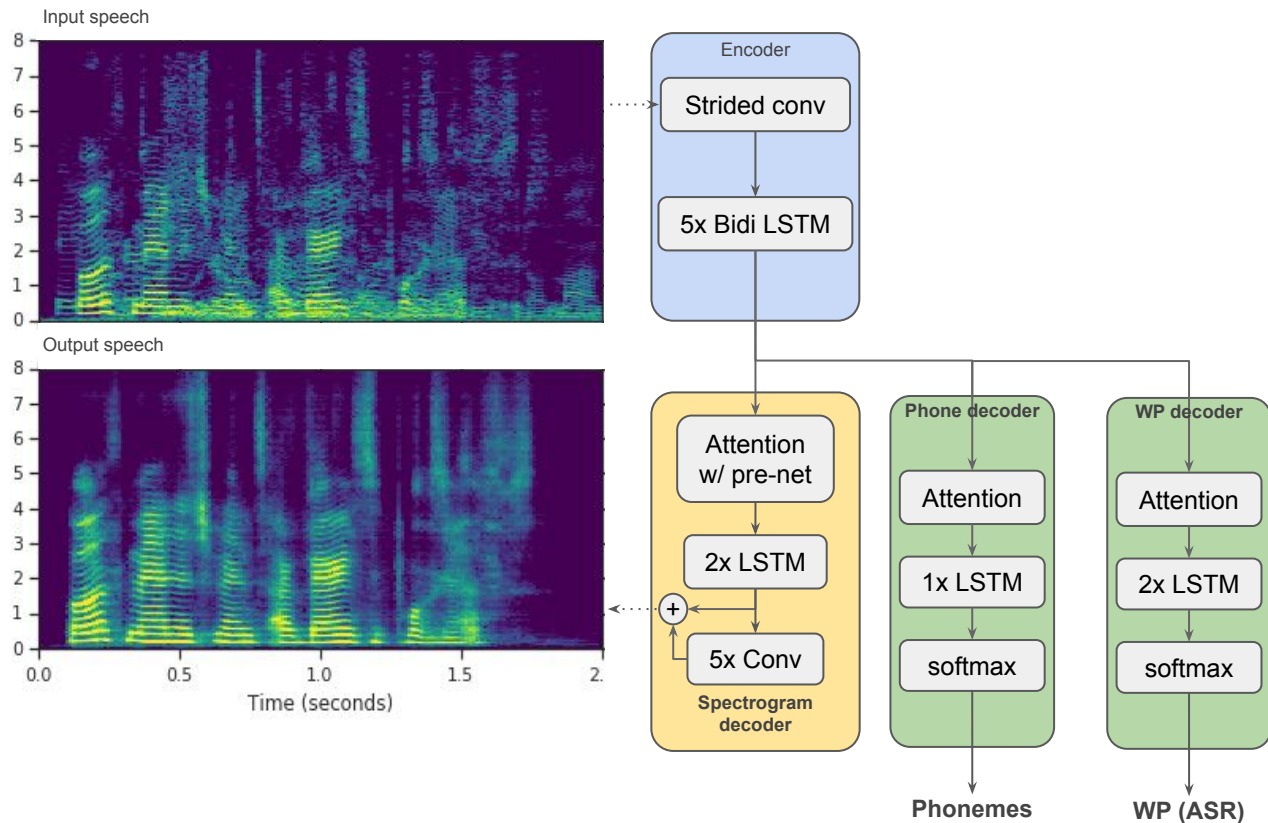 Input speech
8
7
6
5
4
3
2
1
0
Output speech
8
7
6
5
4
3
2
1
0
0.0 0.5 1.0 1.5 2.
Time (seconds)
Encoder
Strided conv
5x Bidi LSTM
Attention
w/ pre-net
2x LSTM
+
5x Conv
Spectrogram
decoder
Phone decoder
Attention
1x LSTM
softmax
Phonemes
WP decoder
Attention
2x LSTM
softmax
WP (ASR)